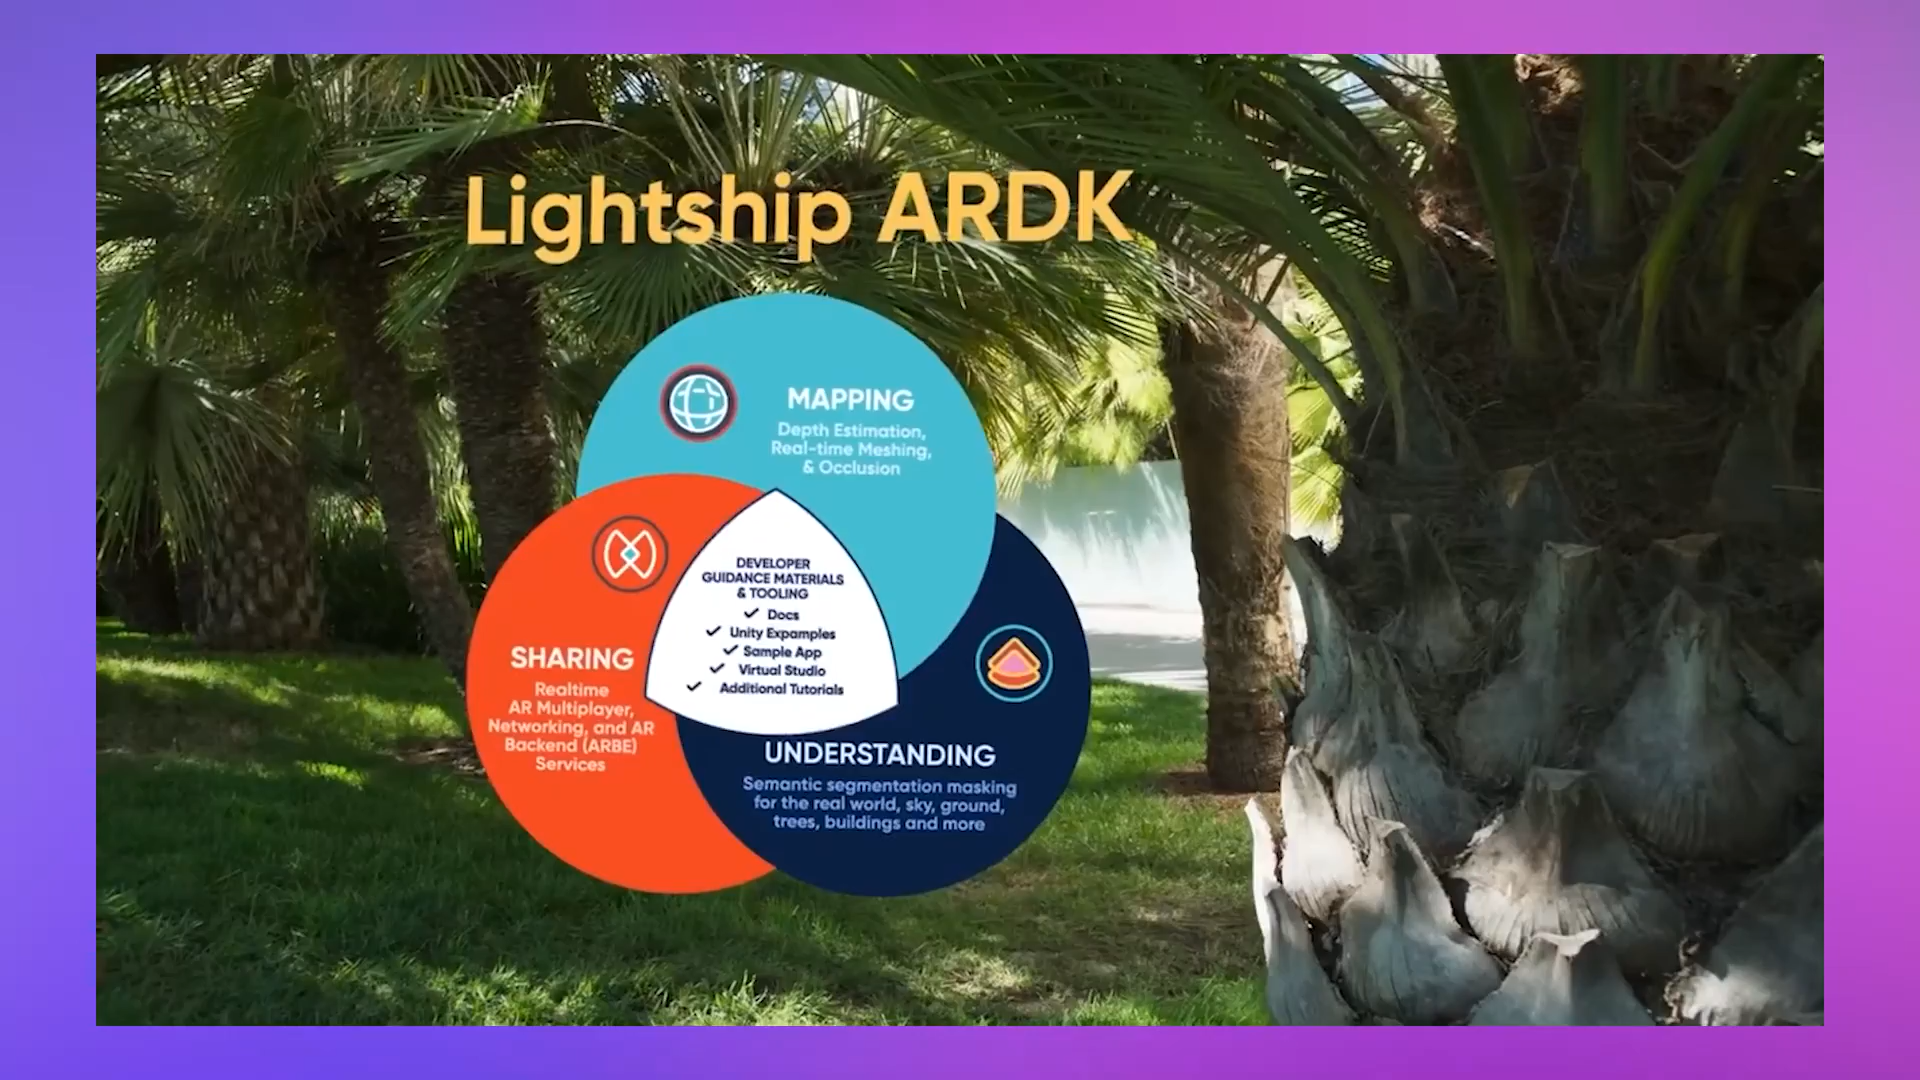 Lightship ARDK
MAPPING
Depth Estimation,
Real-time Meshing,
& Occlusion
DEVELOPER
GUIDANCE MATERIALS
& TOOLING
Docs
Unity Expamples
Sample App
Virtual Studio
Additional Tutorials
SHARING
Realtime
AR Multiplayer,
Networking, and AR
Backend (ARBE)
Services
UNDERSTANDING
Semantic segmentation masking
for the real world, sky, ground,
trees, buildings and more